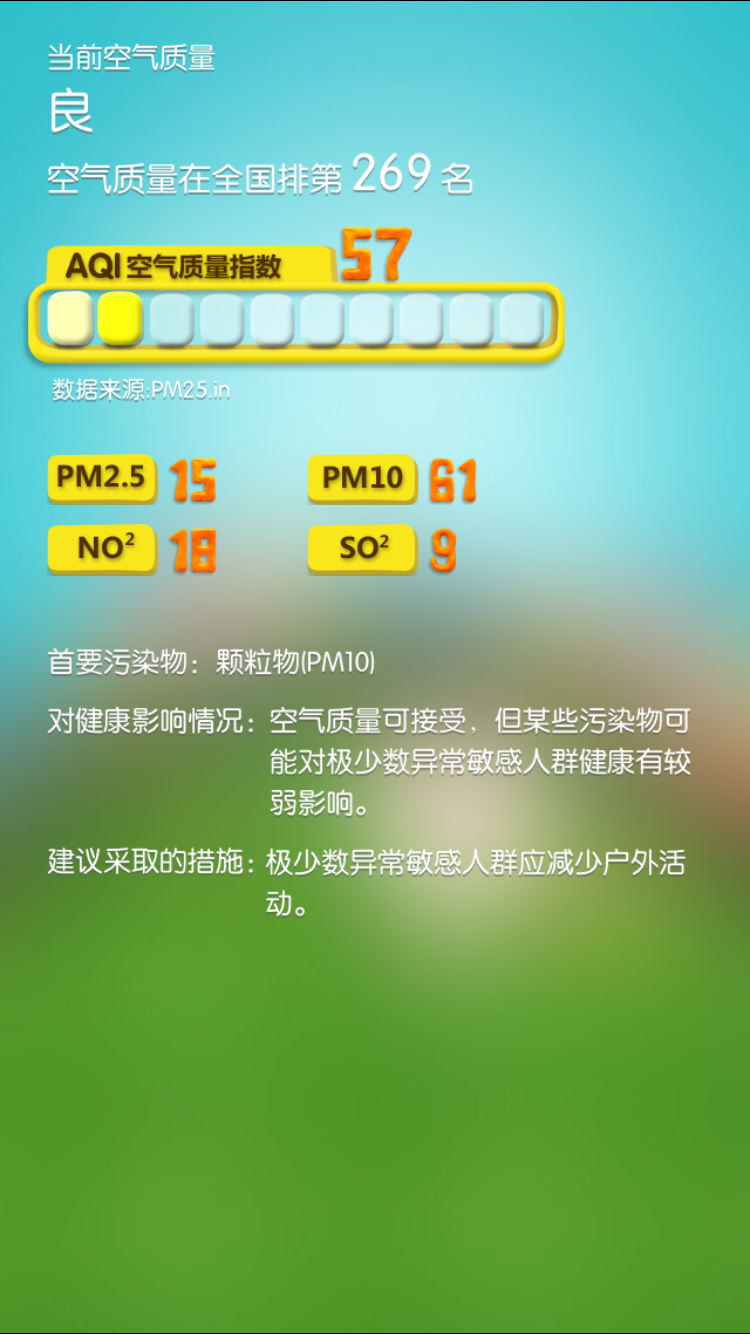 当前空气质量
良
空气质量在全国排第 269 名
AQI 空气质量指数 57
数据来源:PM25.in
PM2.5 15 PM10 61
NO² 18 SO² 9
首要污染物：颗粒物(PM10)
对健康影响情况：空气质量可接受，但某些污染物可
能对极少数异常敏感人群健康有较
弱影响。
建议采取的措施：极少数异常敏感人群应减少户外活
动。